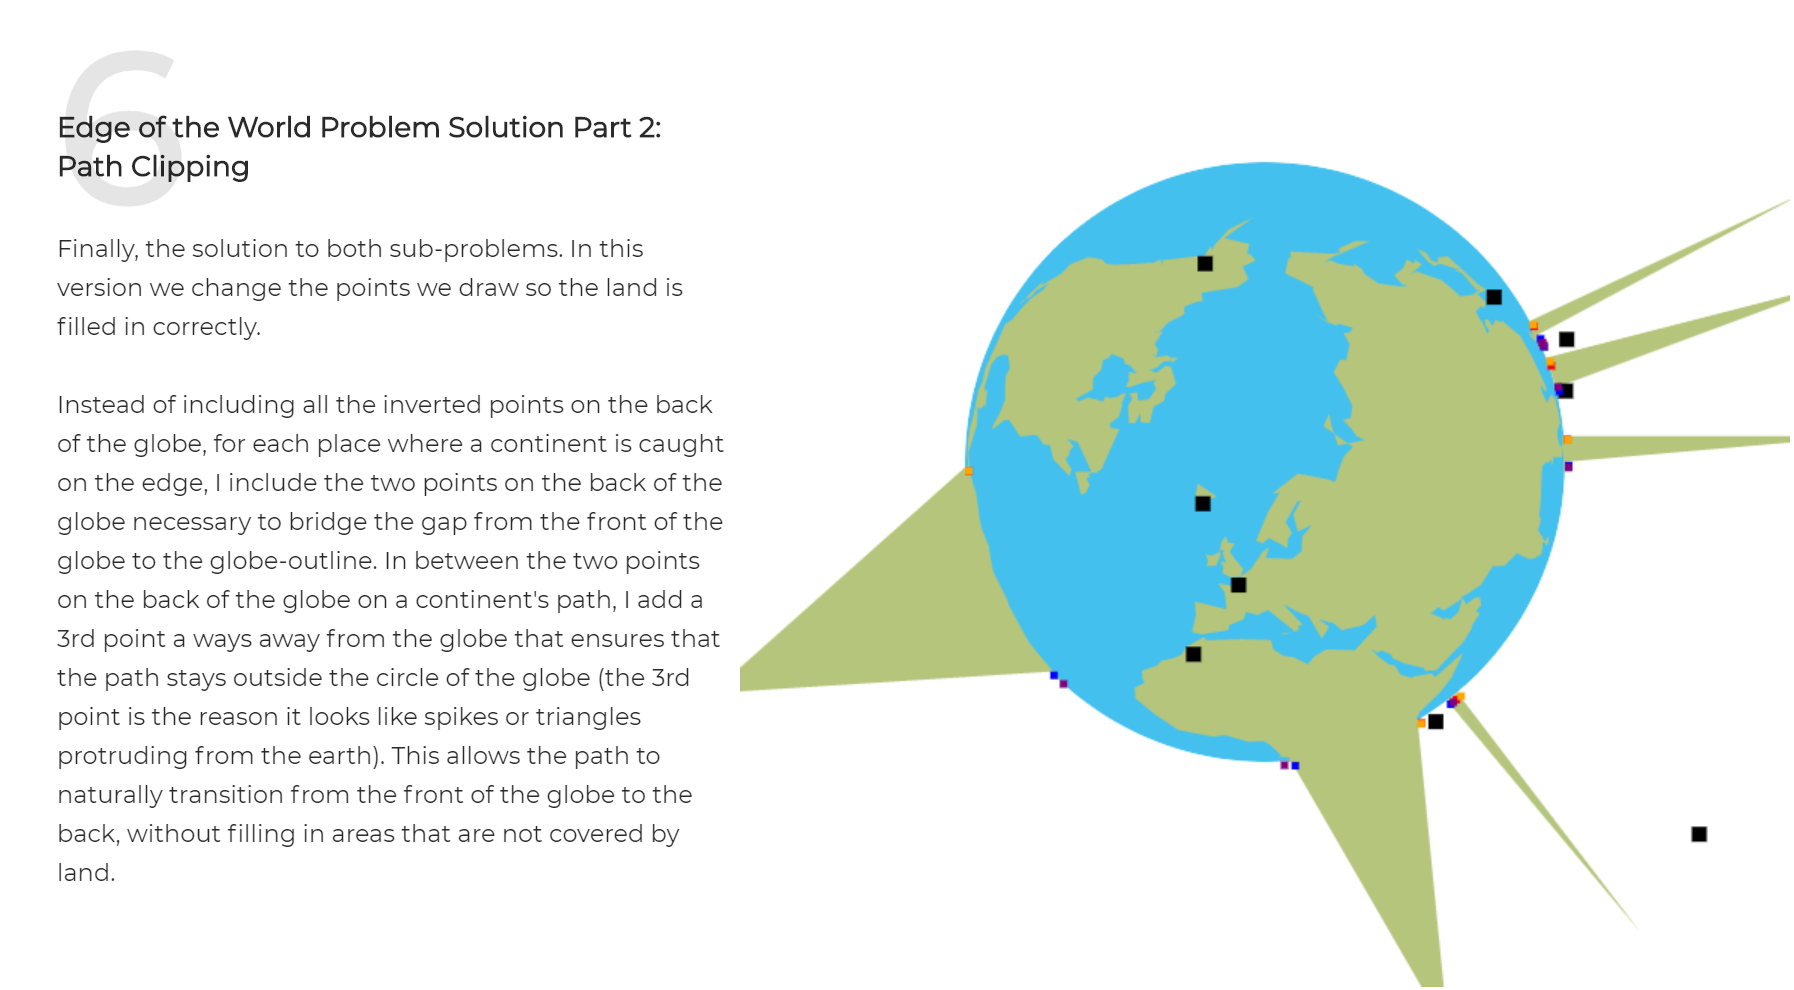 6
Edge of the World Problem Solution Part 2:
Path Clipping
Finally, the solution to both sub-problems. In this
version we change the points we draw so the land is
filled in correctly.
Instead of including all the inverted points on the back
of the globe, for each place where a continent is caught
on the edge, I include the two points on the back of the
globe necessary to bridge the gap from the front of the
globe to the globe-outline. In between the two points
on the back of the globe on a continent's path, I add a
3rd point a ways away from the globe that ensures that
the path stays outside the circle of the globe (the 3rd
point is the reason it looks like spikes or triangles
protruding from the earth). This allows the path to
naturally transition from the front of the globe to the
back, without filling in areas that are not covered by
land.